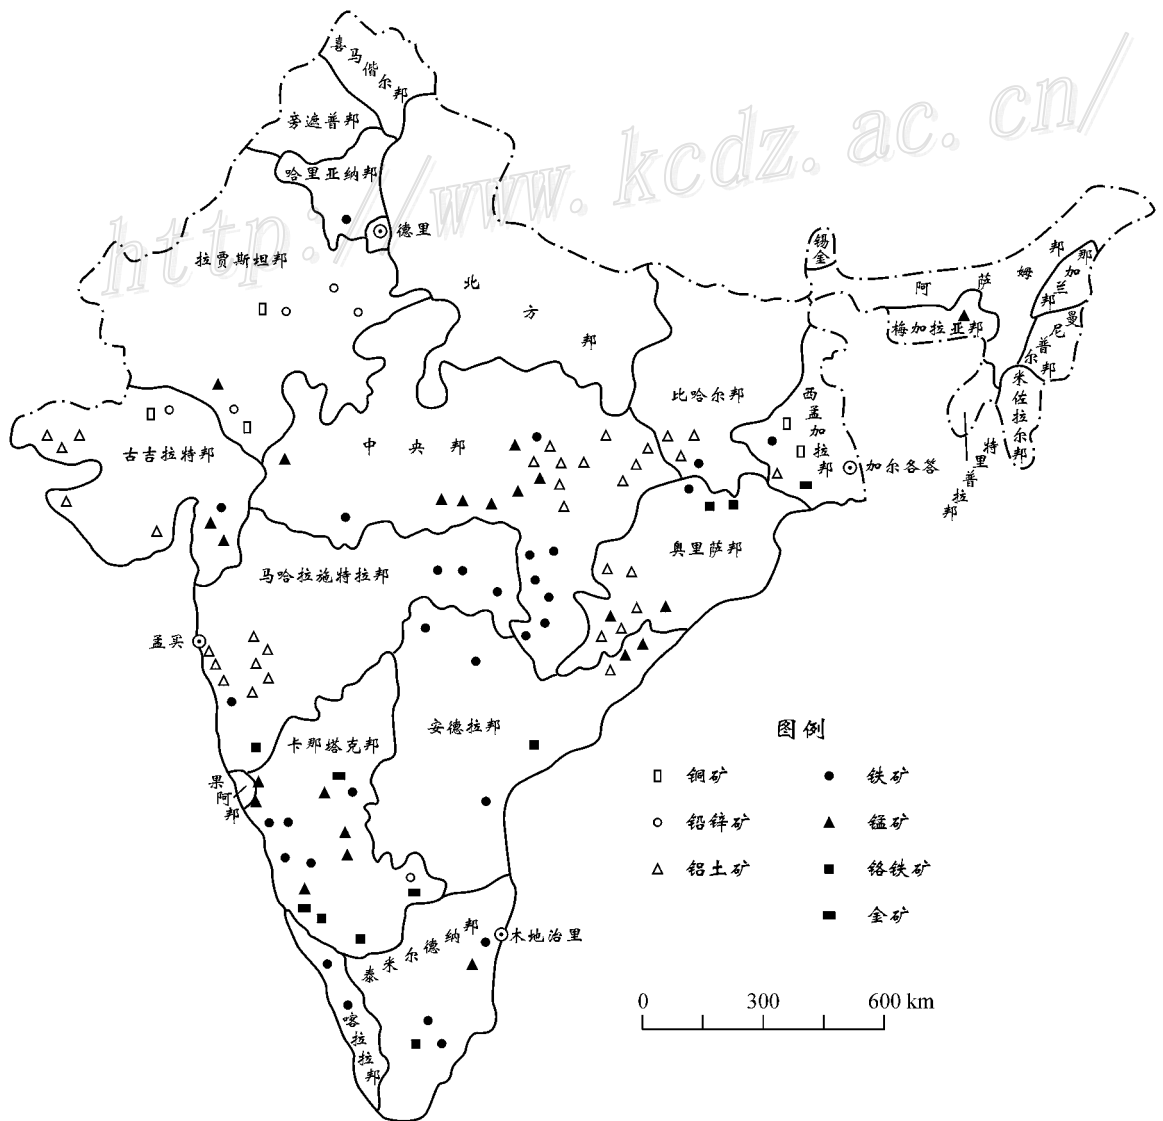 http://www.kcdz.ac.cn/
喜马偕尔邦
旁遮普邦
哈里亚纳邦
德里
拉贾斯坦邦
北方邦
锡金
阿萨姆邦
那加兰邦
梅加拉亚邦
曼尼普尔邦
米佐拉尔邦
特里普拉邦
比哈尔邦
西孟加拉邦
加尔各答
古吉拉特邦
中央邦
奥里萨邦
马哈拉施特拉邦
孟买
安德拉邦
卡那塔克邦
果阿邦
泰米尔德纳邦
木地治里
喀拉拉邦
图例
铜矿
铁矿
铅锌矿
锰矿
铝土矿
铬铁矿
金矿
0 300 600 km